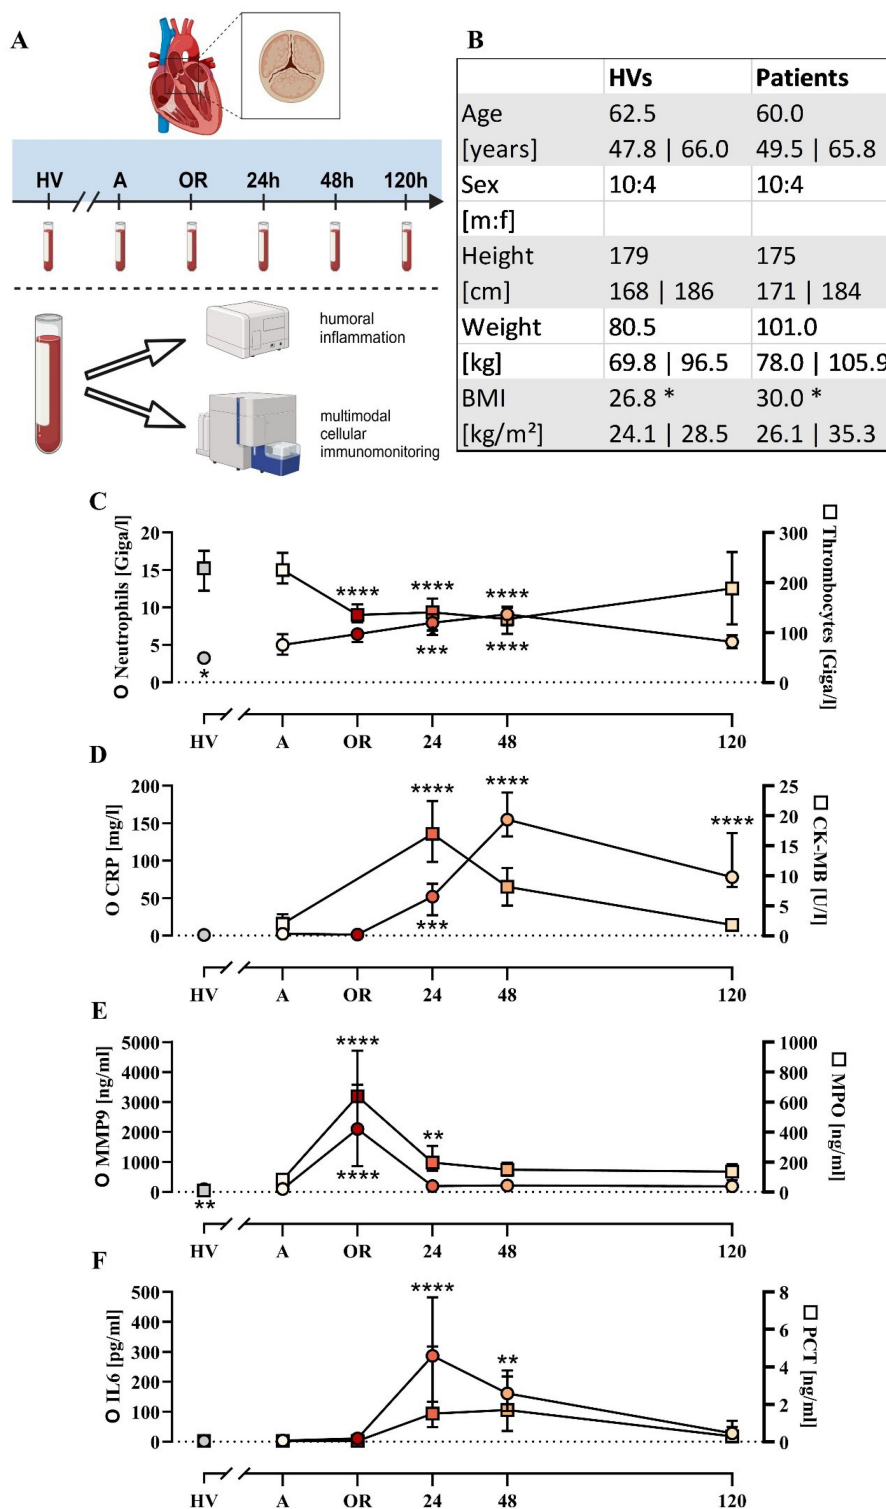 A
HV A OR 24h 48h 120h
humoral
inflammation
multimodal
cellular
immunomonitoring
B
HVs Patients
Age 62.5 60.0
[years] 47.8 | 66.0 49.5 | 65.8
Sex 10:4 10:4
[m:f]
Height 179 175
[cm] 168 | 186 171 | 184
Weight 80.5 101.0
[kg] 69.8 | 96.5 78.0 | 105.9
BMI 26.8 * 30.0 *
[kg/m²] 24.1 | 28.5 26.1 | 35.3
C
Neutrophils [Giga/l]
20
15
10
5
0
**** **** ****
* *** ****
300
200
100
0
Thrombocytes [Giga/l]
HV A OR 24 48 120
D
CRP [mg/l]
200
150
100
50
0
**** **** ****
***
25
20
15
10
5
0
CK-MB [U/l]
HV A OR 24 48 120
E
MMP9 [ng/ml]
5000
4000
3000
2000
1000
0
****
**
****
**
1000
800
600
400
200
0
MPO [ng/ml]
HV A OR 24 48 120
F
IL6 [pg/ml]
500
400
300
200
100
0
****
**
8
6
4
2
0
PCT [ng/ml]
HV A OR 24 48 120